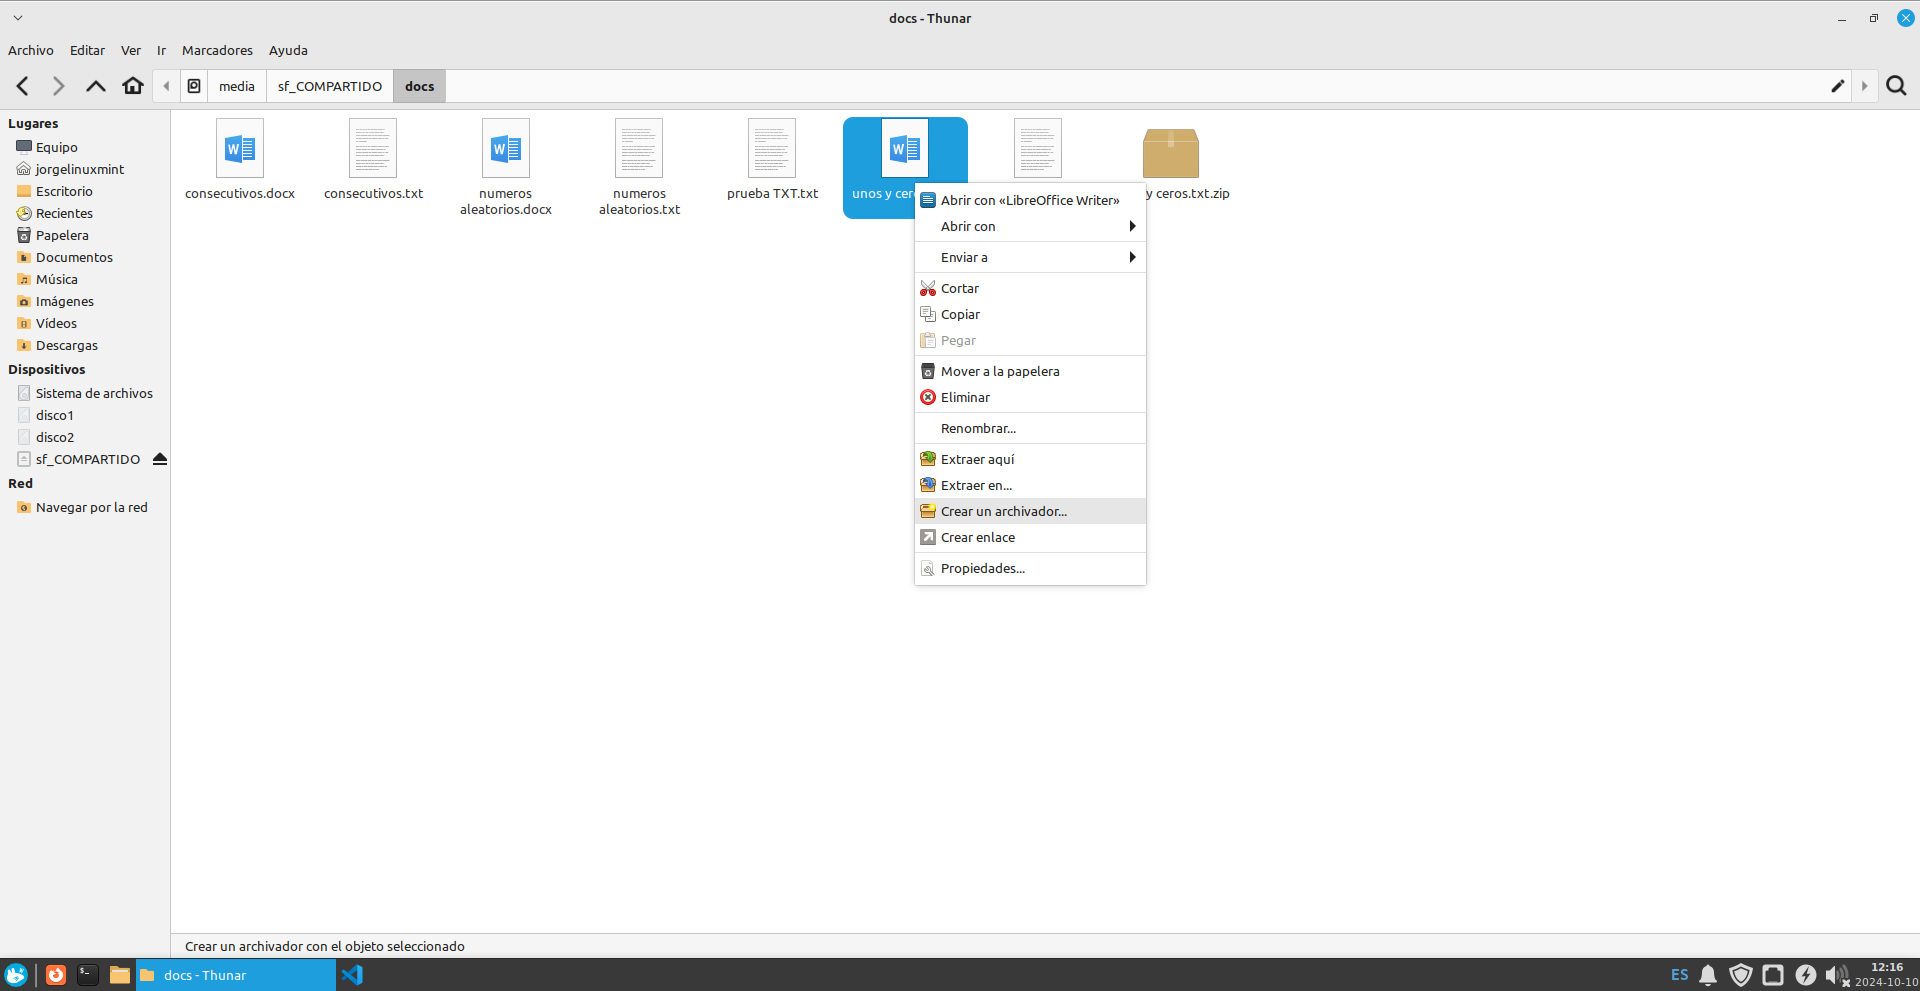 docs - Thunar
Archivo Editar Ver Ir Marcadores Ayuda
media sf_COMPARTIDO docs
Lugares
Equipo
jorgelinuxmint
Escritorio
Recientes
Papelera
Documentos
Música
Imágenes
Vídeos
Descargas
Dispositivos
Sistema de archivos
disco1
disco2
sf_COMPARTIDO
Red
Navegar por la red
consecutivos.docx
consecutivos.txt
numeros
aleatorios.docx
numeros
aleatorios.txt
prueba TXT.txt
unos y cer
y ceros.txt.zip
Abrir con «LibreOffice Writer»
Abrir con
Enviar a
Cortar
Copiar
Pegar
Mover a la papelera
Eliminar
Renombrar...
Extraer aquí
Extraer en...
Crear un archivador...
Crear enlace
Propiedades...
Crear un archivador con el objeto seleccionado
docs - Thunar
ES
12:16
2024-10-10